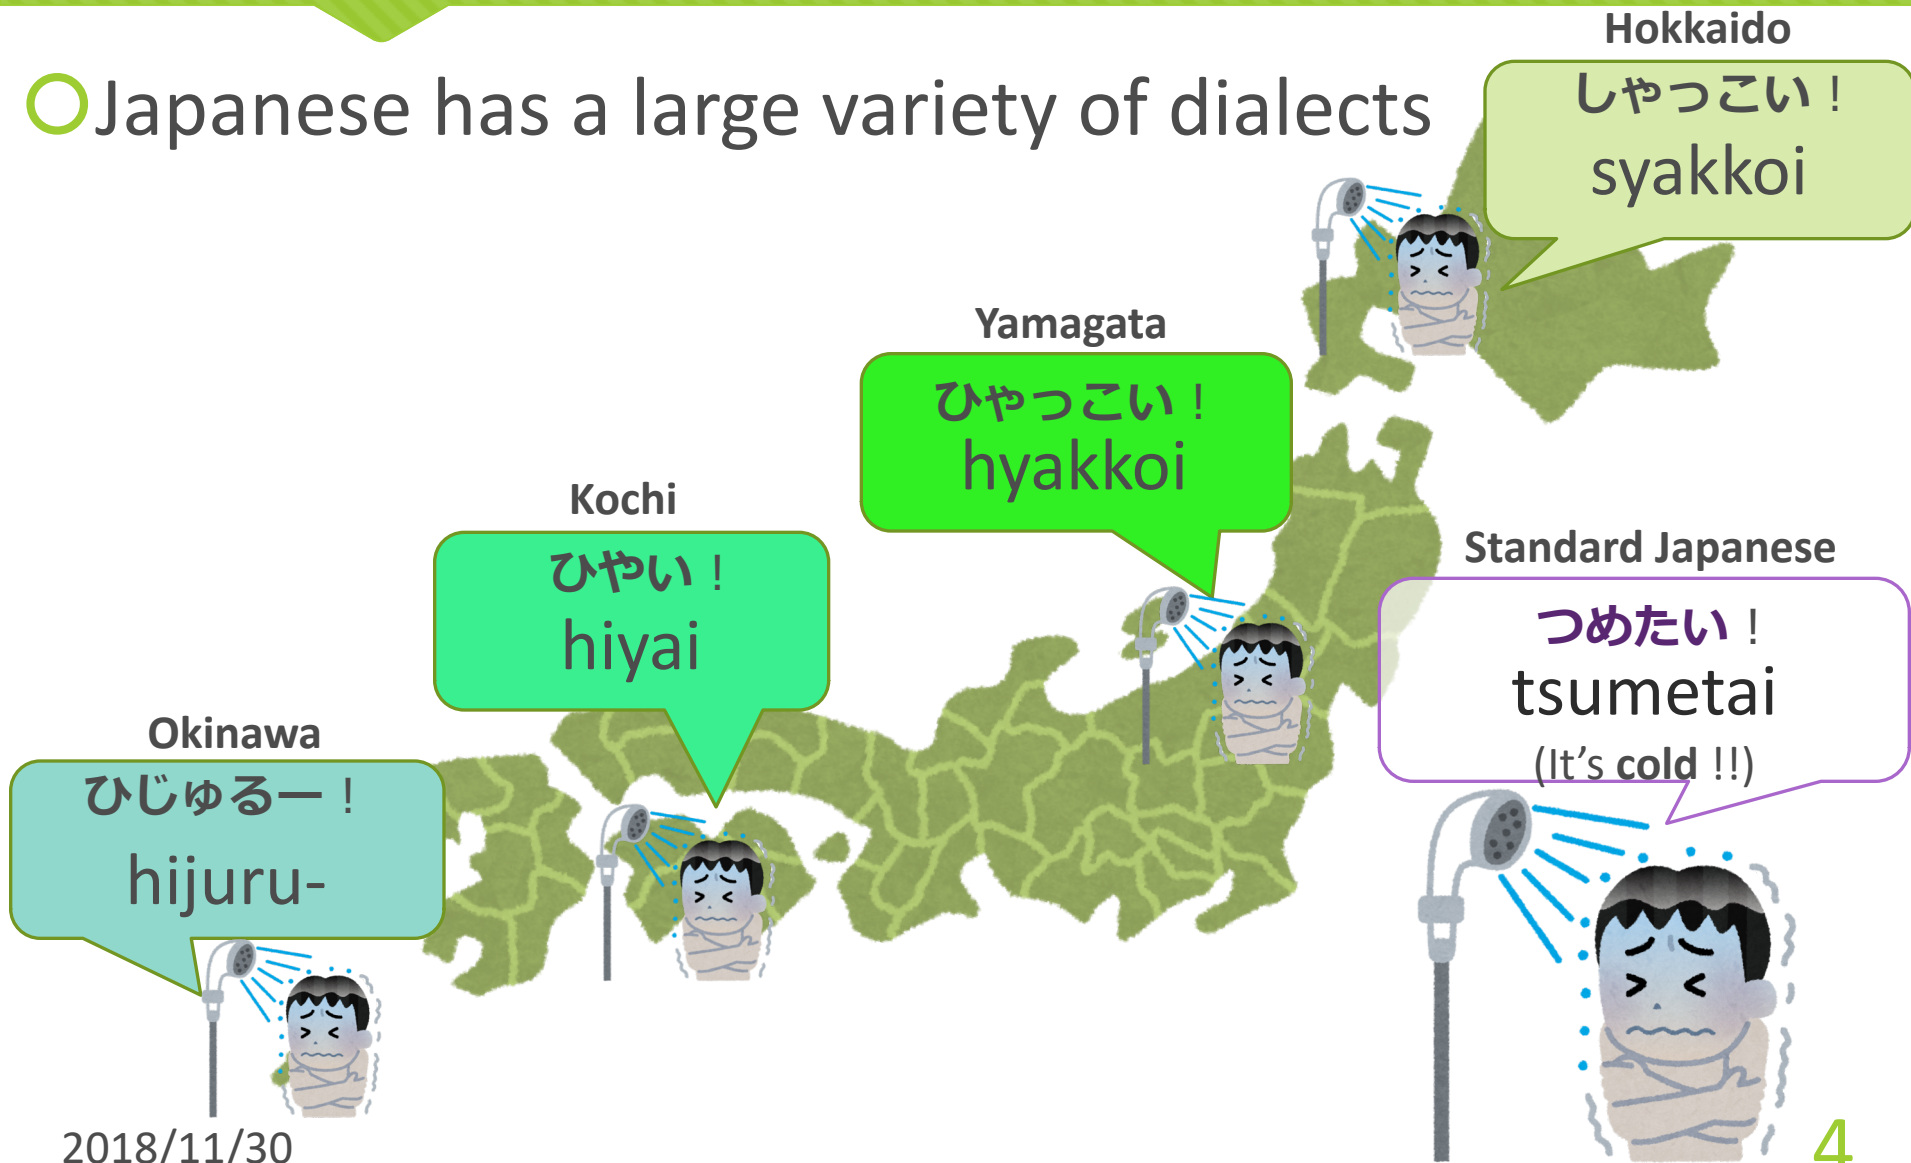 Japanese has a large variety of dialects
Hokkaido
しゃっこい！
syakkoi
Yamagata
ひゃっこい！
hyakkoi
Kochi
ひやい！
hiyai
Standard Japanese
つめたい！
tsumetai
(It’s cold !!)
Okinawa
ひじゅるー！
hijuru-
2018/11/30
4